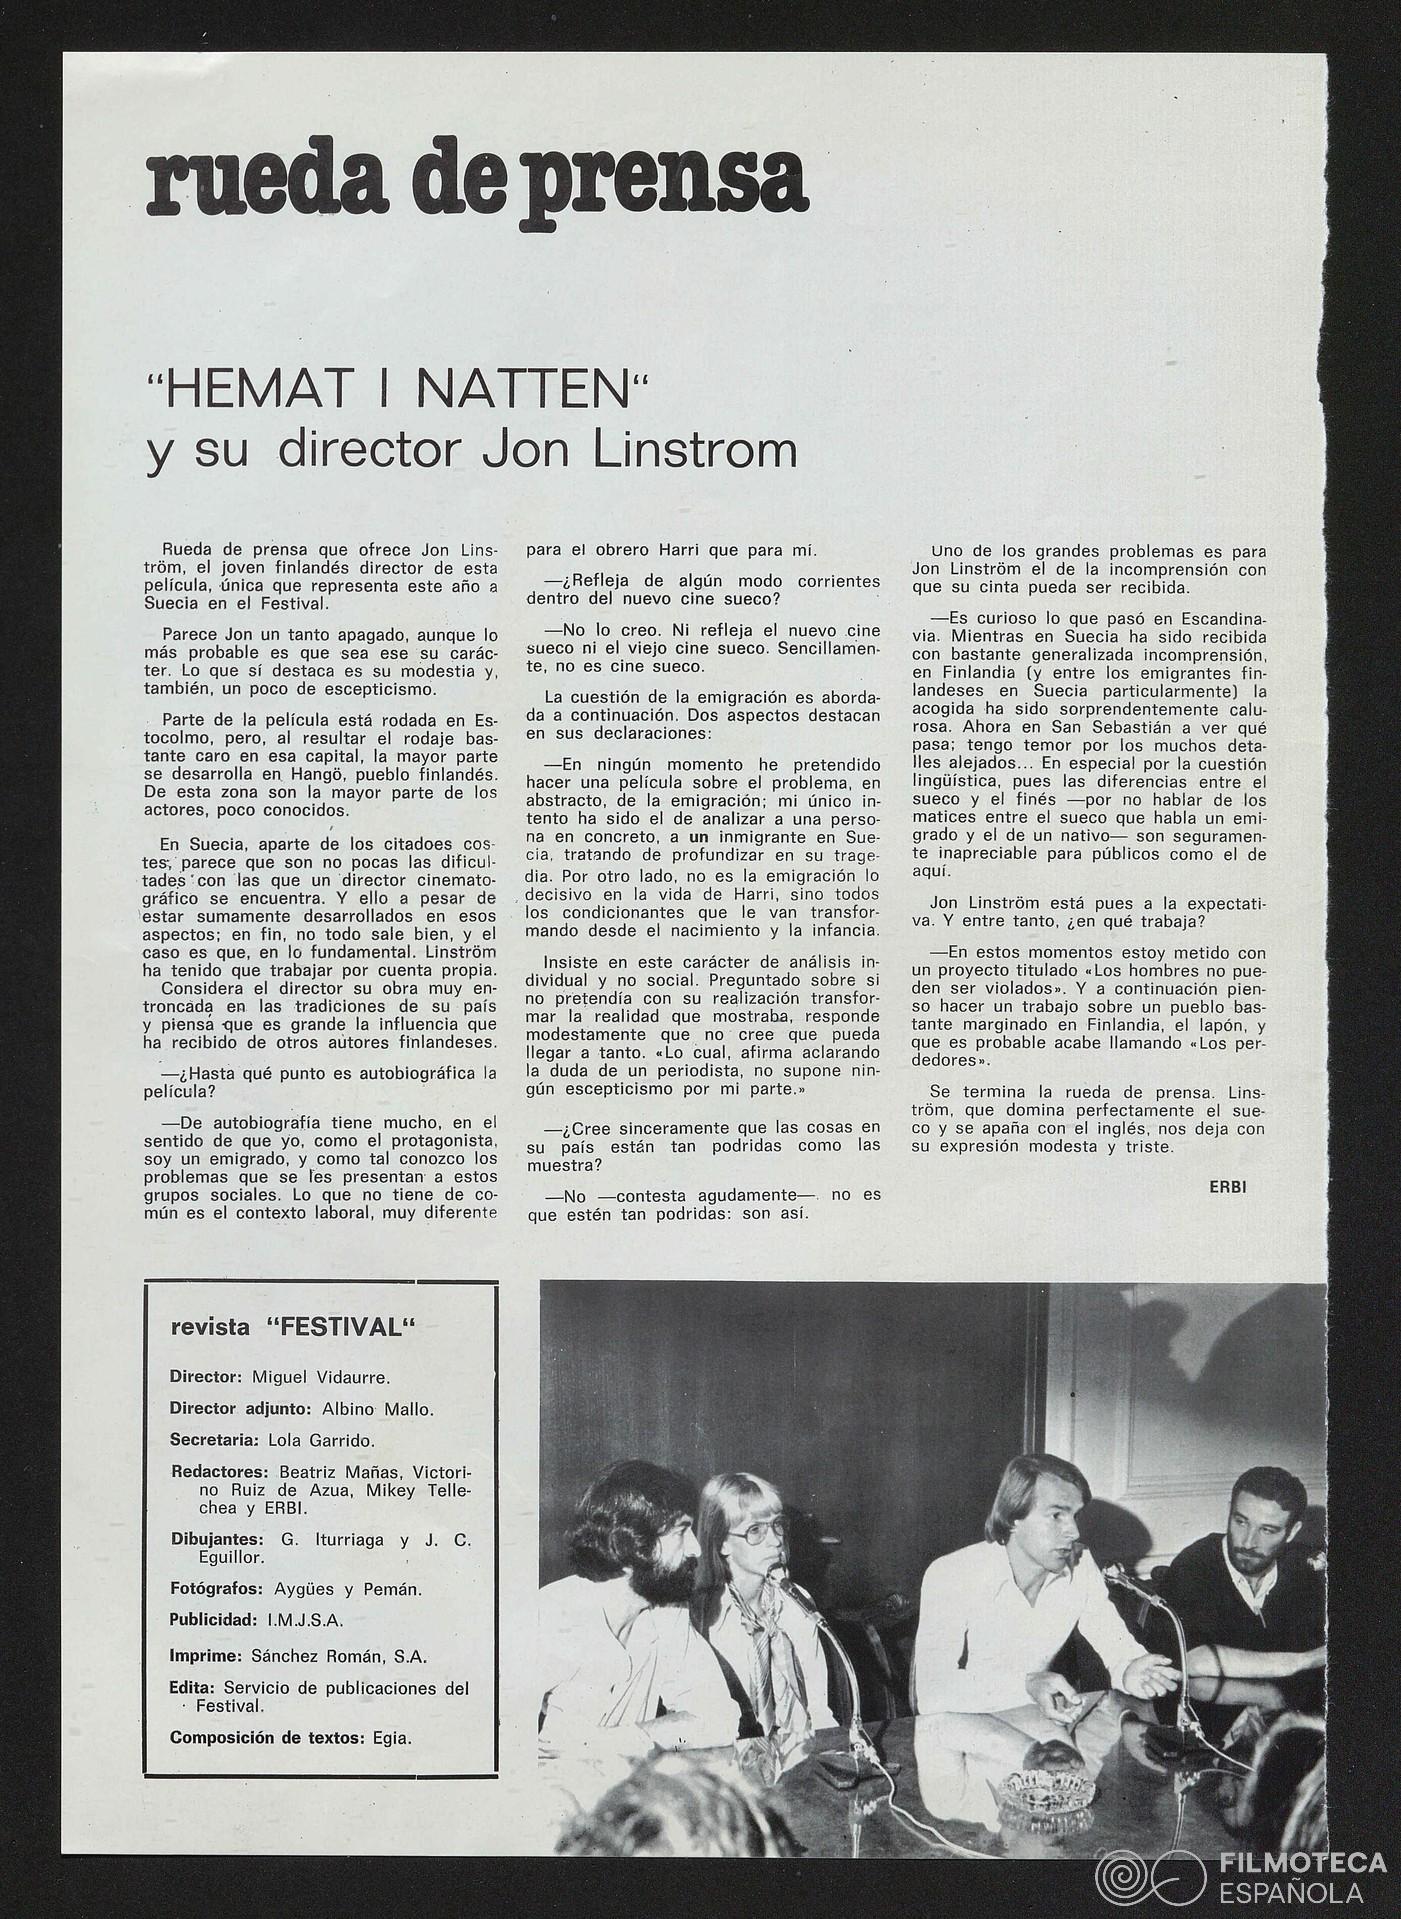 rueda de prensa
“HEMAT I NATTEN“
y su director Jon Linstrom
Rueda de prensa que ofrece Jon Lins-
tröm, el joven finlandés director de esta
película, única que representa este año a
Suecia en el Festival.
Parece Jon un tanto apagado, aunque lo
más probable es que sea ese su carác-
ter. Lo que sí destaca es su modestia y,
también, un poco de escepticismo.
Parte de la película está rodada en Es-
tocolmo, pero, al resultar el rodaje bas-
tante caro en esa capital, la mayor parte
se desarrolla en Hangö, pueblo finlandés.
De esta zona son la mayor parte de los
actores, poco conocidos.
En Suecia, aparte de los citadoes cos-
tes, parece que son no pocas las dificul-
tades con las que un director cinemato-
gráfico se encuentra. Y ello a pesar de
estar sumamente desarrollados en esos
aspectos; en fin, no todo sale bien, y el
caso es que, en lo fundamental. Linström
ha tenido que trabajar por cuenta propia.
Considera el director su obra muy en-
troncada en las tradiciones de su país
y piensa que es grande la influencia que
ha recibido de otros autores finlandeses.
—¿Hasta qué punto es autobiográfica la
película?
—De autobiografía tiene mucho, en el
sentido de que yo, como el protagonista,
soy un emigrado, y como tal conozco los
problemas que se les presentan a estos
grupos sociales. Lo que no tiene de co-
mún es el contexto laboral, muy diferente
para el obrero Harri que para mí.
—¿Refleja de algún modo corrientes
dentro del nuevo cine sueco?
—No lo creo. Ni refleja el nuevo cine
sueco ni el viejo cine sueco. Sencillamen-
te, no es cine sueco.
La cuestión de la emigración es aborda-
da a continuación. Dos aspectos destacan
en sus declaraciones:
—En ningún momento he pretendido
hacer una película sobre el problema, en
abstracto, de la emigración; mi único in-
tento ha sido el de analizar a una perso-
na en concreto, a un inmigrante en Sue-
cia, tratando de profundizar en su trage-
dia. Por otro lado, no es la emigración lo
decisivo en la vida de Harri, sino todos
los condicionantes que le van transfor-
mando desde el nacimiento y la infancia.
Insiste en este carácter de análisis in-
dividual y no social. Preguntado sobre si
no pretendía con su realización transfor-
mar la realidad que mostraba, responde
modestamente que no cree que pueda
llegar a tanto. «Lo cual, afirma aclarando
la duda de un periodista, no supone nin-
gún escepticismo por mi parte.»
—¿Cree sinceramente que las cosas en
su país están tan podridas como las
muestra?
—No —contesta agudamente—. no es
que estén tan podridas: son así.
Uno de los grandes problemas es para
Jon Linström el de la incomprensión con
que su cinta pueda ser recibida.
—Es curioso lo que pasó en Escandina-
via. Mientras en Suecia ha sido recibida
con bastante generalizada incomprensión,
en Finlandia (y entre los emigrantes fin-
landeses en Suecia particularmente) la
acogida ha sido sorprendentemente calu-
rosa. Ahora en San Sebastián a ver qué
pasa; tengo temor por los muchos deta-
lles alejados... En especial por la cuestión
lingüística, pues las diferencias entre el
sueco y el finés —por no hablar de los
matices entre el sueco que habla un emi-
grado y el de un nativo— son seguramen-
te inapreciable para públicos como el de
aquí.
Jon Linström está pues a la expectati-
va. Y entre tanto, ¿en qué trabaja?
—En estos momentos estoy metido con
un proyecto titulado «Los hombres no pue-
den ser violados». Y a continuación pien-
so hacer un trabajo sobre un pueblo bas-
tante marginado en Finlandia, el lapón, y
que es probable acabe llamando «Los per-
dedores».
Se termina la rueda de prensa. Lins-
tröm, que domina perfectamente el sue-
co y se apaña con el inglés, nos deja con
su expresión modesta y triste.
ERBI
revista “FESTIVAL“
Director: Miguel Vidaurre.
Director adjunto: Albino Mallo.
Secretaria: Lola Garrido.
Redactores: Beatriz Mañas, Victori-
no Ruiz de Azua, Mikey Telle-
chea y ERBI.
Dibujantes: G. Iturriaga y J. C.
Eguillor.
Fotógrafos: Aygües y Pemán.
Publicidad: I.M.J.S.A.
Imprime: Sánchez Román, S.A.
Edita: Servicio de publicaciones del
Festival.
Composición de textos: Egia.
FILMOTECA
ESPAÑOLA